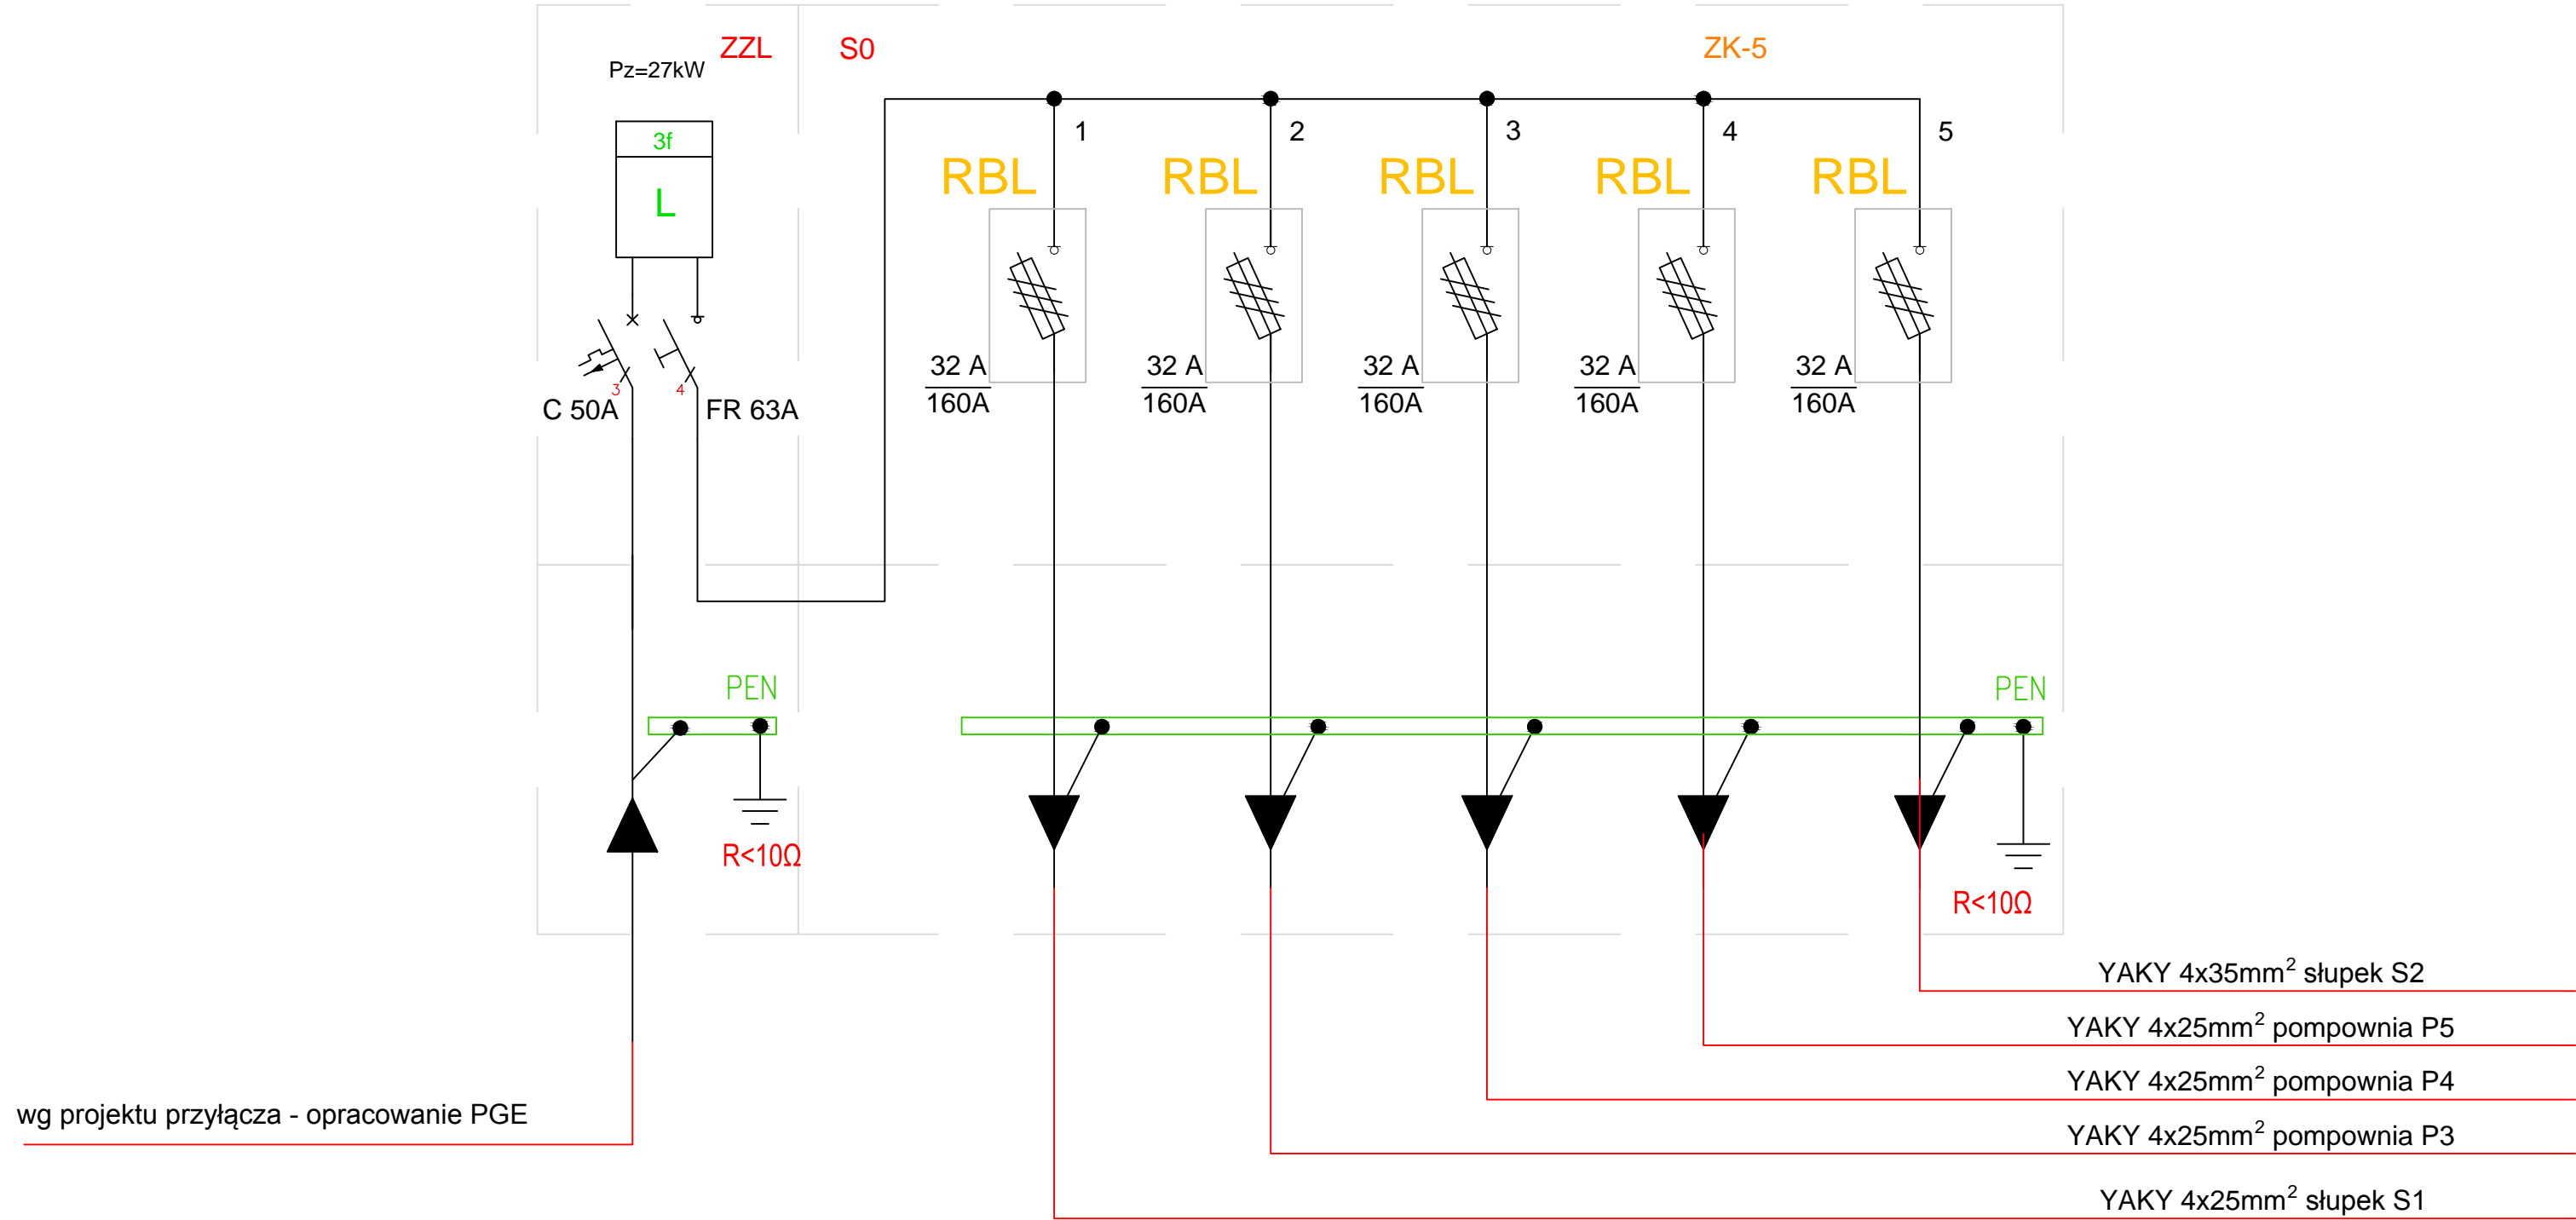 ZZL
S0
ZK-5
Pz=27kW
3f
L
1
2
3
4
5
RBL
RBL
RBL
RBL
RBL
32 A
160A
32 A
160A
32 A
160A
32 A
160A
32 A
160A
3
4
C 50A
FR 63A
PEN
PEN
R<10Ω
R<10Ω
YAKY 4x35mm² słupek S2
YAKY 4x25mm² pompownia P5
YAKY 4x25mm² pompownia P4
wg projektu przyłącza - opracowanie PGE
YAKY 4x25mm² pompownia P3
YAKY 4x25mm² słupek S1